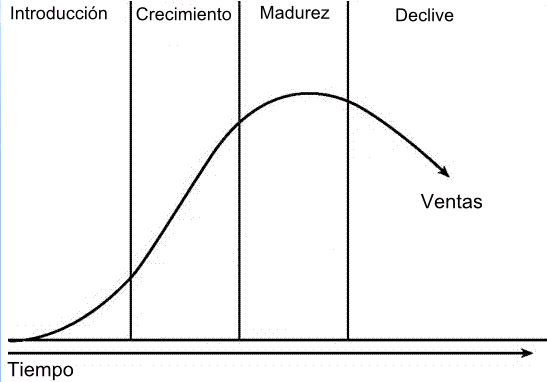 Introducción Crecimiento Madurez Declive
Ventas
Tiempo